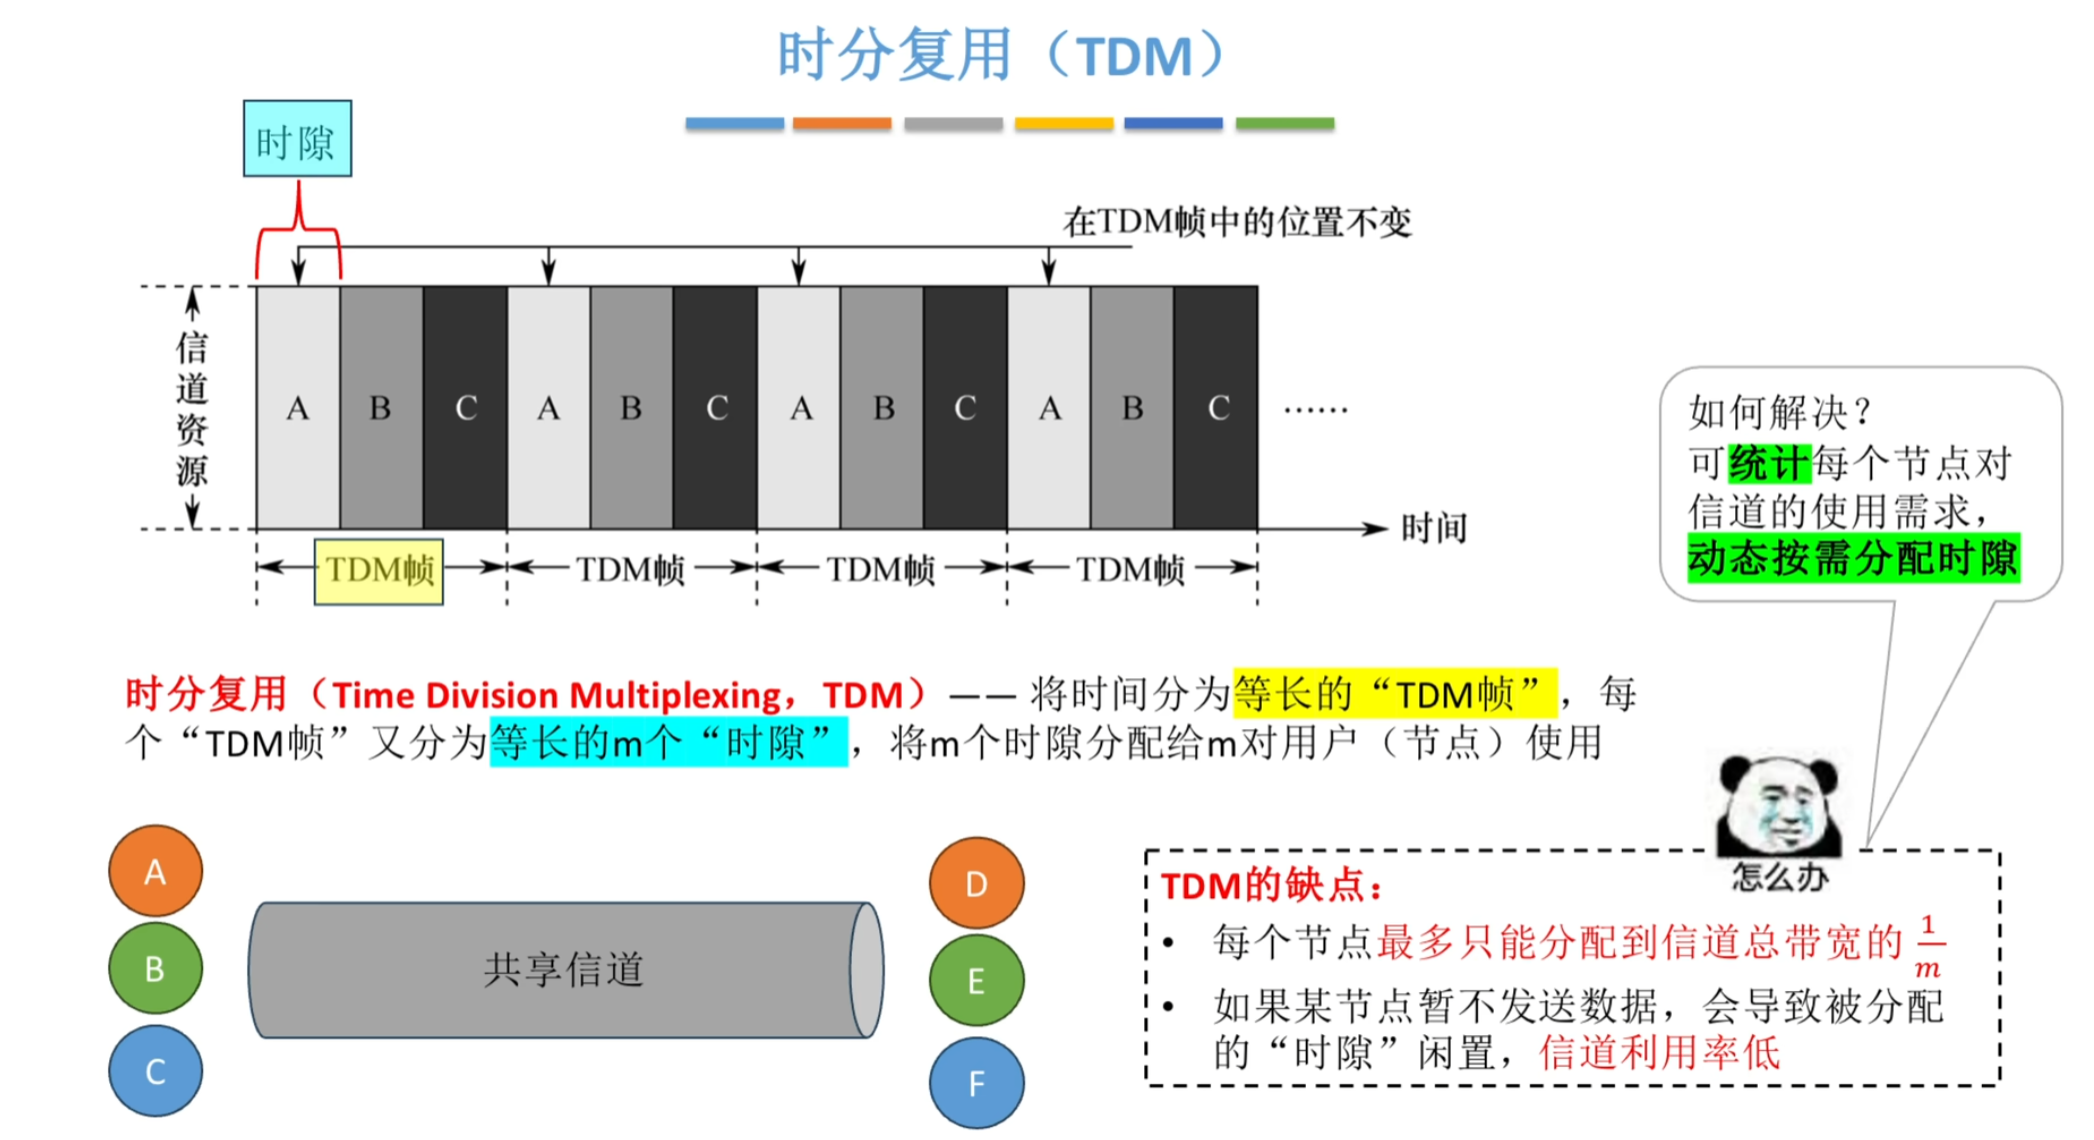 时分复用（TDM）
时隙
在TDM帧中的位置不变
信道资源
A B C A B C A B C A B C ……
时间
TDM帧 TDM帧 TDM帧 TDM帧
如何解决？
可统计每个节点对
信道的使用需求，
动态按需分配时隙
时分复用（Time Division Multiplexing，TDM）—— 将时间分为等长的“TDM帧”，每
个“TDM帧”又分为等长的m个“时隙”，将m个时隙分配给m对用户（节点）使用
A
B
C
共享信道
D
E
F
怎么办
TDM的缺点：
• 每个节点最多只能分配到信道总带宽的 1/m
• 如果某节点暂不发送数据，会导致被分配
的“时隙”闲置，信道利用率低